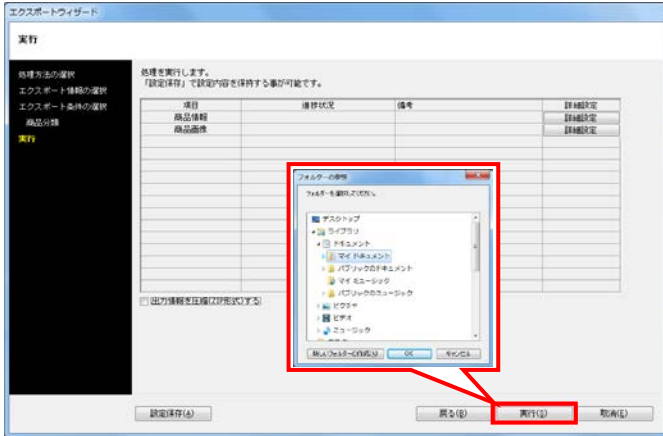 エクスポートウィザード
実行
処理方法の選択
エクスポート情報の選択
エクスポート条件の選択
商品分類
実行
処理を実行します。
「設定保存」で設定内容を保持する事が可能です。
項目 進捗状況 備考 詳細設定
商品情報 詳細設定
商品画像
フォルダーの参照
フォルダーを選択してください。
デスクトップ
ライブラリ
ドキュメント
マイ ドキュメント
パブリックのドキュメント
マイ ミュージック
パブリックのミュージック
ピクチャ
ビデオ
ミュージック
新しいフォルダーの作成(N) OK キャンセル
出力情報を圧縮(ZIP形式)する
設定保存(A) 戻る(B) 実行(I) 取消(E)